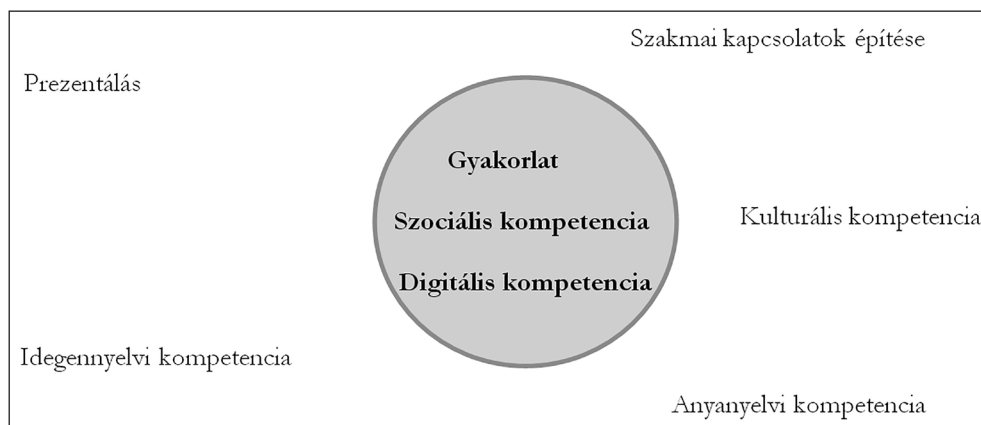 Szakmai kapcsolatok építése
Prezentálás
Gyakorlat
Szociális kompetencia
Kulturális kompetencia
Digitális kompetencia
Idegennyelvi kompetencia
Anyanyelvi kompetencia